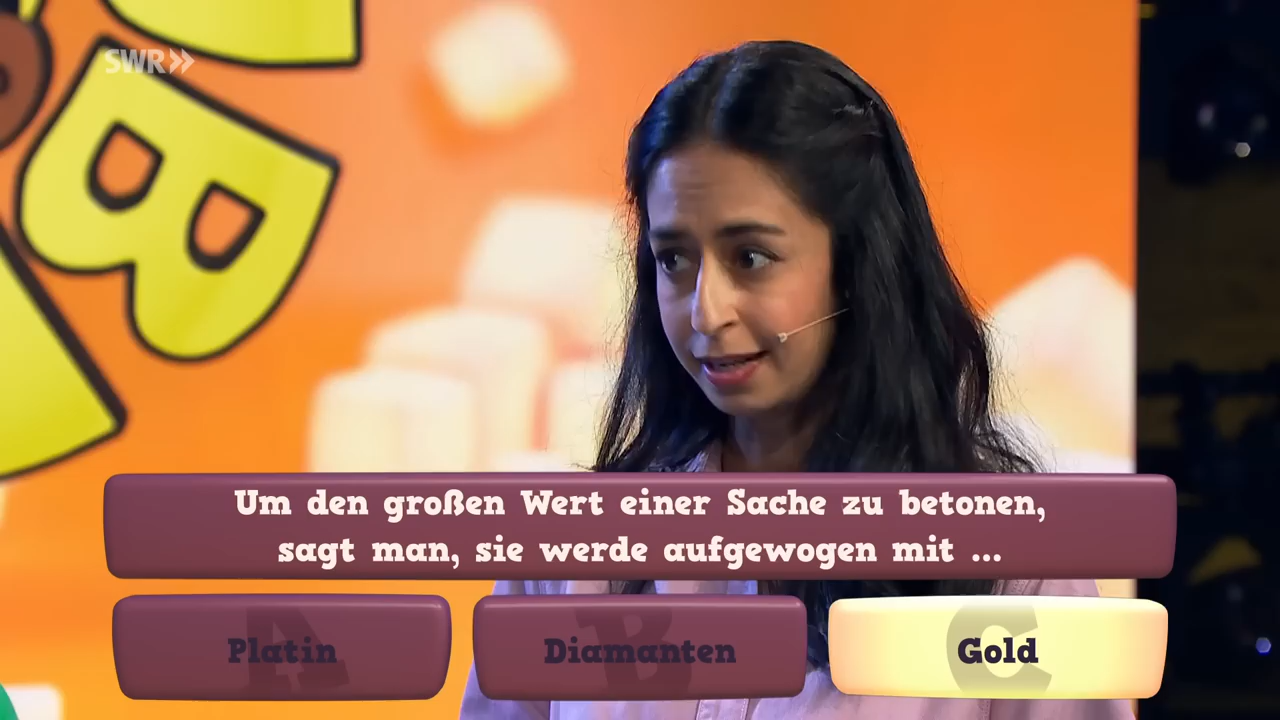 SWR»
B
Um den großen Wert einer Sache zu betonen,
sagt man, sie werde aufgewogen mit ...
A Platin
B Diamanten
C Gold